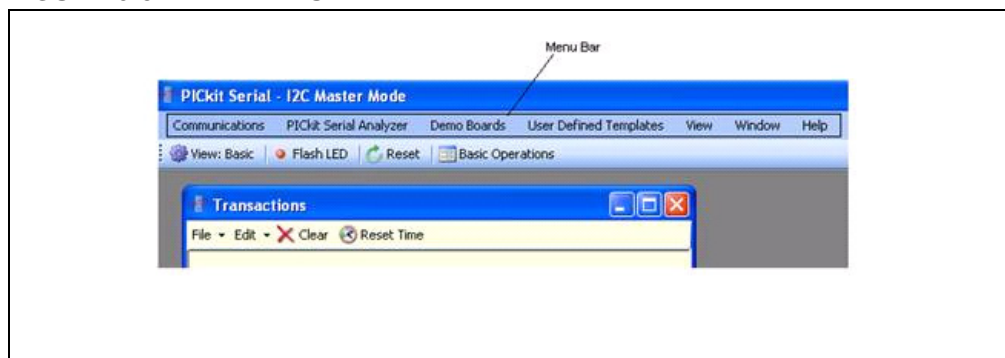 Menu Bar
PICkit Serial - I2C Master Mode
Communications PICkit Serial Analyzer Demo Boards User Defined Templates View Window Help
View: Basic Flash LED Reset Basic Operations
Transactions
File Edit Clear Reset Time